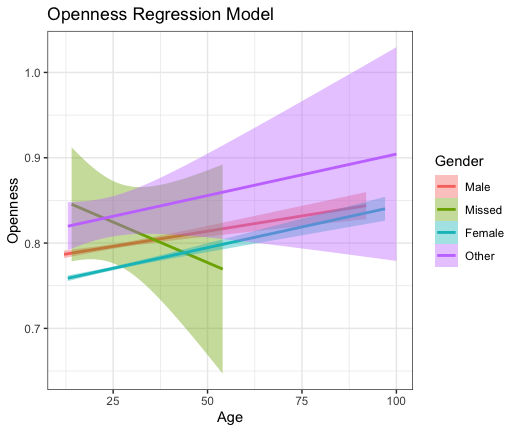 Openness Regression Model
1.0
0.9
0.8
0.7
Openness
25
50
75
100
Age
Gender
Male
Missed
Female
Other